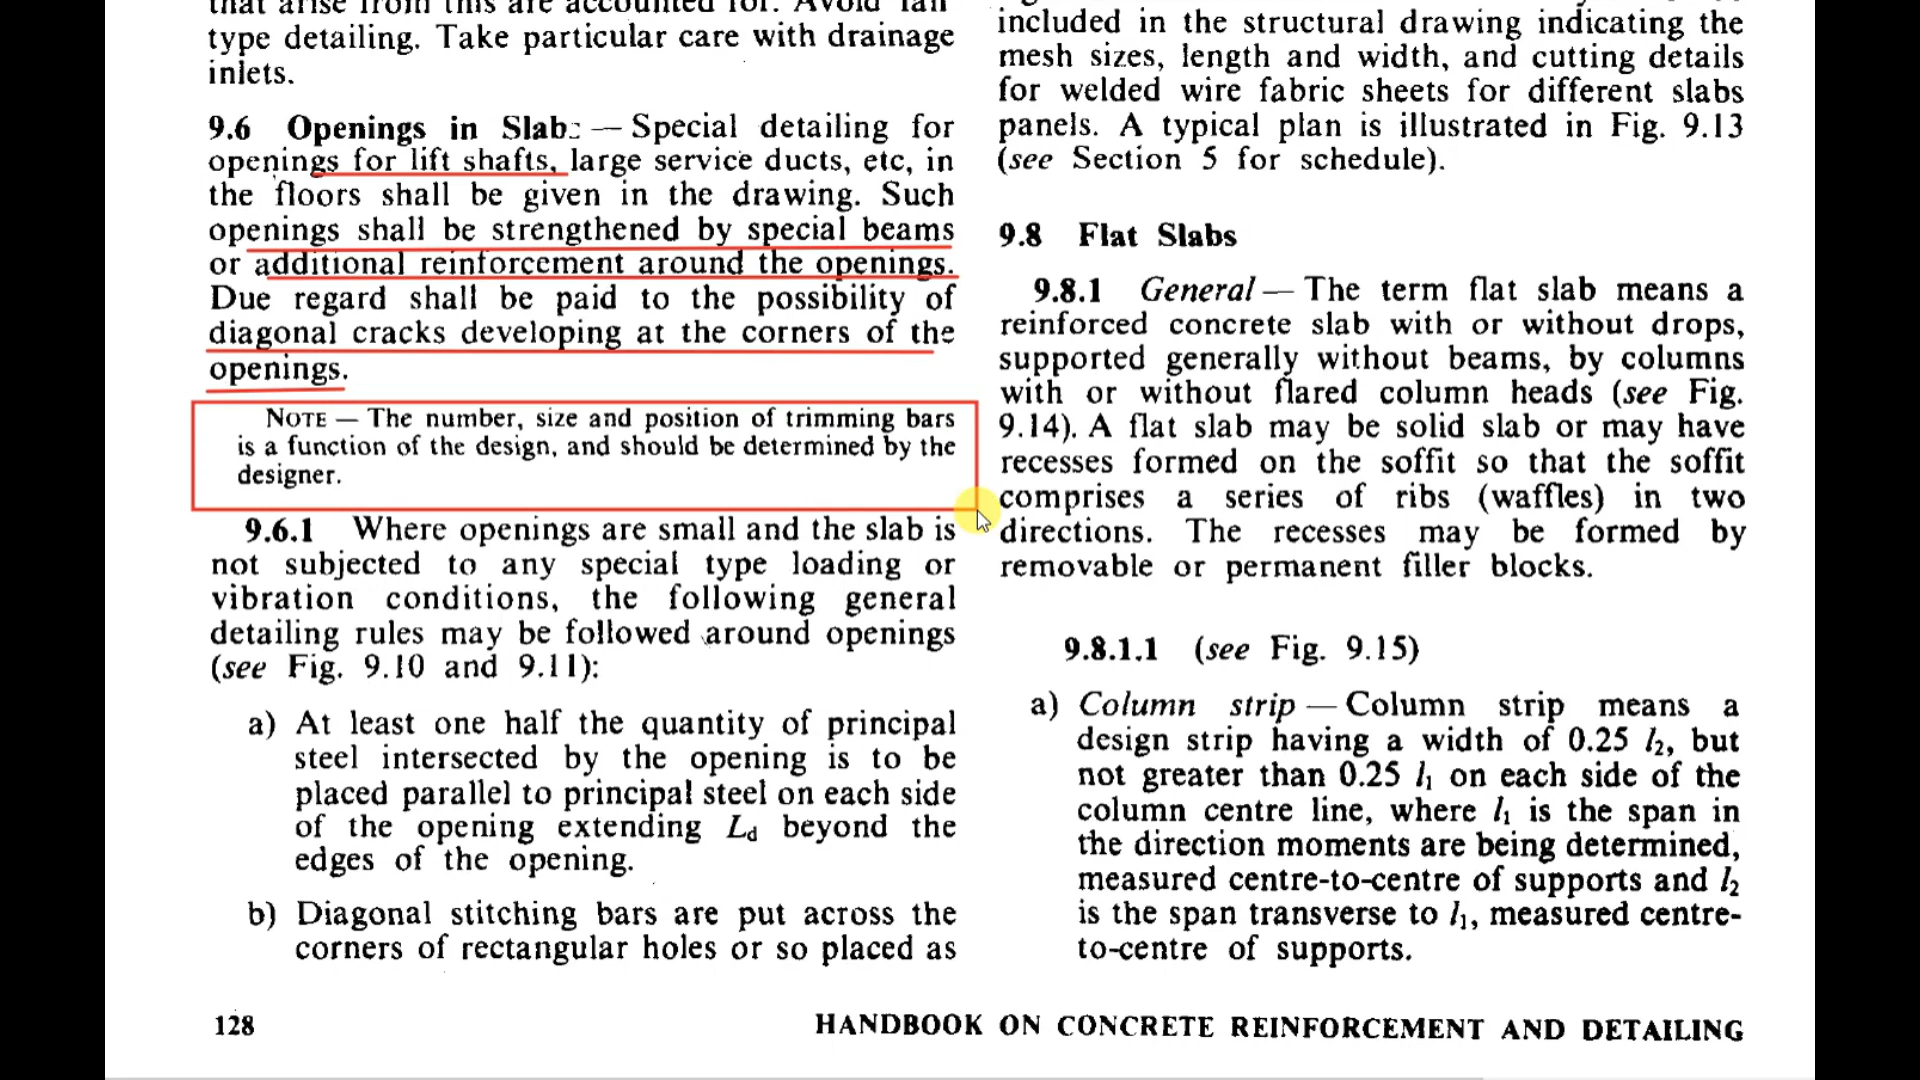 that arise from this are accounted for. Avoid fan
type detailing. Take particular care with drainage
inlets.
9.6 Openings in Slab: — Special detailing for
openings for lift shafts, large service ducts, etc, in
the floors shall be given in the drawing. Such
openings shall be strengthened by special beams
or additional reinforcement around the openings.
Due regard shall be paid to the possibility of
diagonal cracks developing at the corners of the
openings.
NOTE — The number, size and position of trimming bars
is a function of the design, and should be determined by the
designer.
9.6.1 Where openings are small and the slab is
not subjected to any special type loading or
vibration conditions, the following general
detailing rules may be followed around openings
(see Fig. 9.10 and 9.11):
a) At least one half the quantity of principal
steel intersected by the opening is to be
placed parallel to principal steel on each side
of the opening extending Ld beyond the
edges of the opening.
b) Diagonal stitching bars are put across the
corners of rectangular holes or so placed as
included in the structural drawing indicating the
mesh sizes, length and width, and cutting details
for welded wire fabric sheets for different slabs
panels. A typical plan is illustrated in Fig. 9.13
(see Section 5 for schedule).
9.8 Flat Slabs
9.8.1 General — The term flat slab means a
reinforced concrete slab with or without drops,
supported generally without beams, by columns
with or without flared column heads (see Fig.
9.14). A flat slab may be solid slab or may have
recesses formed on the soffit so that the soffit
comprises a series of ribs (waffles) in two
directions. The recesses may be formed by
removable or permanent filler blocks.
9.8.1.1 (see Fig. 9.15)
a) Column strip — Column strip means a
design strip having a width of 0.25 l2, but
not greater than 0.25 l1 on each side of the
column centre line, where l1 is the span in
the direction moments are being determined,
measured centre-to-centre of supports and l2
is the span transverse to l1, measured centre-
to-centre of supports.
128
HANDBOOK ON CONCRETE REINFORCEMENT AND DETAILING